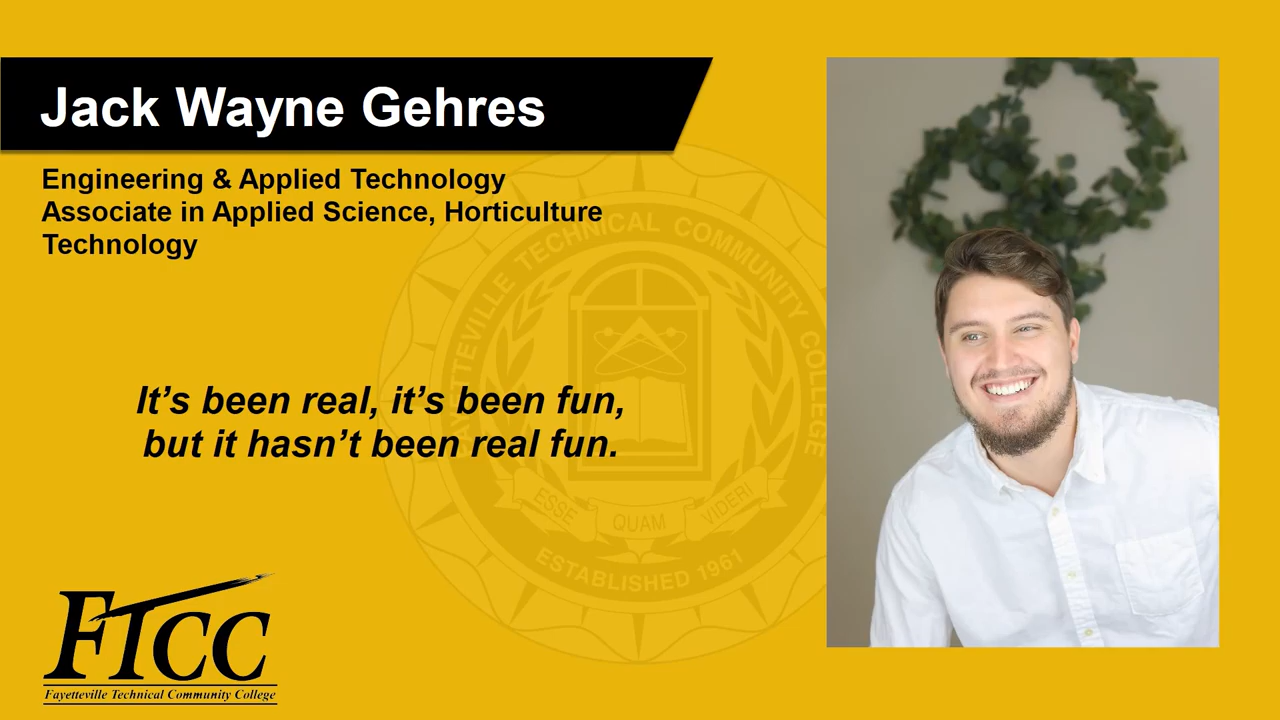 Jack Wayne Gehres
Engineering & Applied Technology
Associate in Applied Science, Horticulture
Technology
It's been real, it's been fun,
but it hasn't been real fun.
FAYETTEVILLE TECHNICAL COMMUNITY COLLEGE
ESSE QUAM VIDERI
ESTABLISHED 1961
FTCC
Fayetteville Technical Community College